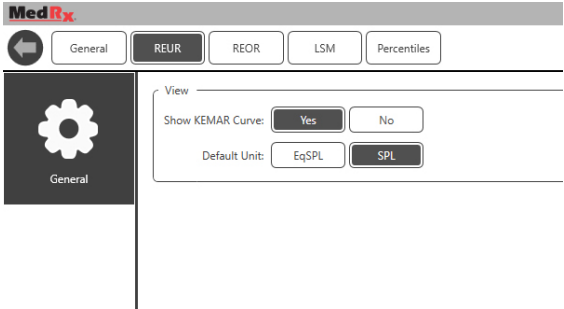 MedRx
General REUR REOR LSM Percentiles
View
Show KEMAR Curve: Yes No
Default Unit: EqSPL SPL
General